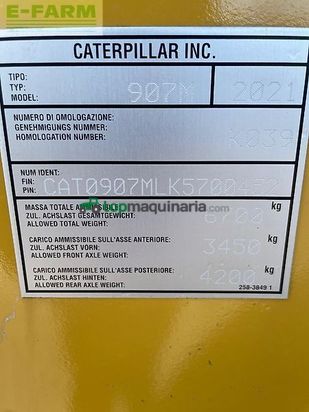 E-FARM
CATERPILLAR INC.
TIPO:
TYP:
MODEL:
907M 2021
NUMERO DI OMOLOGAZIONE:
GENEHMIGUNGS NUMMER:
HOMOLOGATION NUMBER:
NUM IDENT:
FIN:
PIN:
MASSA TOTALE AMMISSIBILE
ZUL. ACHSLAST GESAMTGEWICHT:
ALLOWED TOTAL WEIGHT:
kg
topmaquinaria.com
CARICO AMMISSIBILE SULL'ASSE ANTERIORE:
ZUL. ACHSLAST VORN:
ALLOWED FRONT AXLE WEIGHT:
3450 kg
CARICO AMMISSIBILE SULL'ASSE POSTERIORE:
ZUL. ACHSLAST HINTEN:
ALLOWED REAR AXLE WEIGHT:
4200 kg
258-3849 1